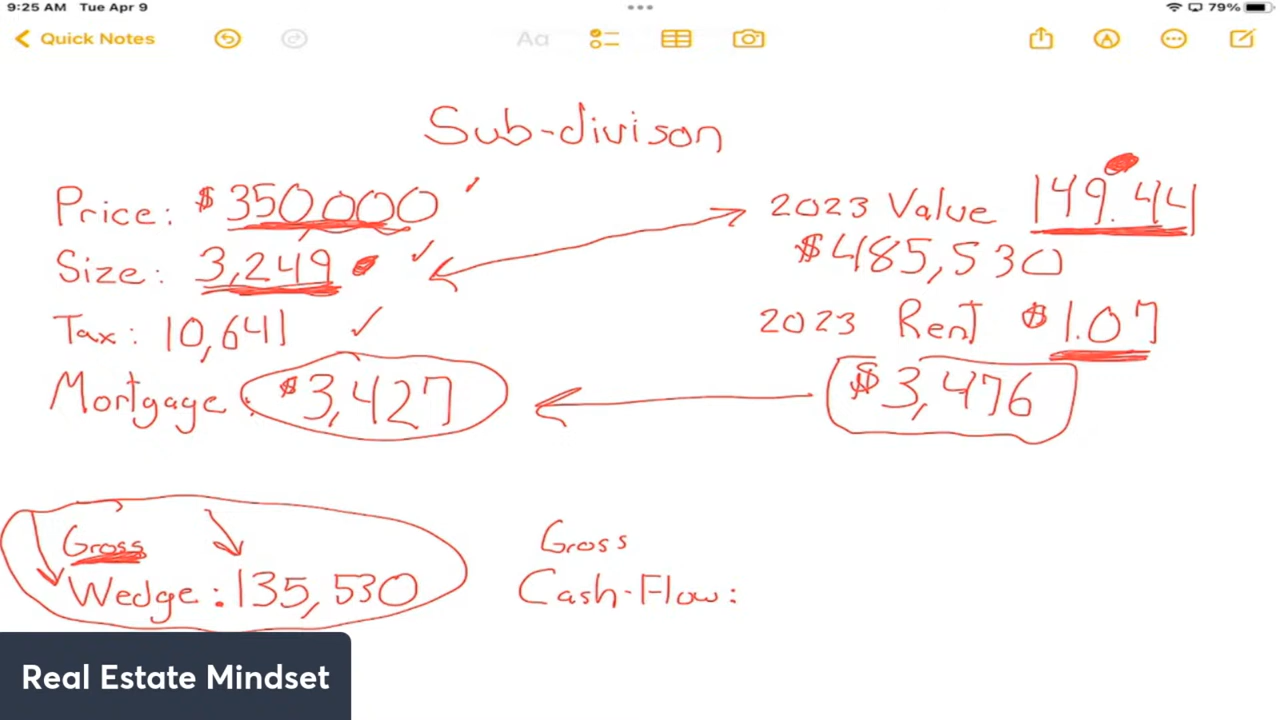 9:25 AM Tue Apr 9
79%
Quick Notes
Aa
Sub-divison
Price: $350,000
Size: 3,249
Tax: 10,641
Mortgage: $3,427
2023 Value 149.44
$485,530
2023 Rent $1.07
$3,476
Gross
Wedge: 135,530
Gross
Cash-Flow:
Real Estate Mindset